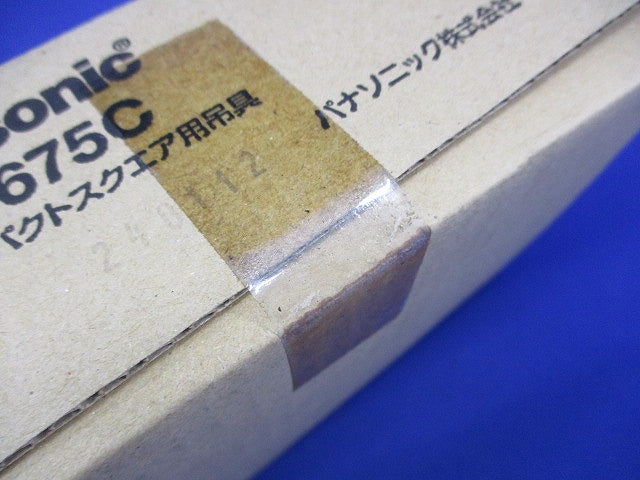 sonic®
675C
パクトスクエア用吊具
パナソニック株式会社
240112